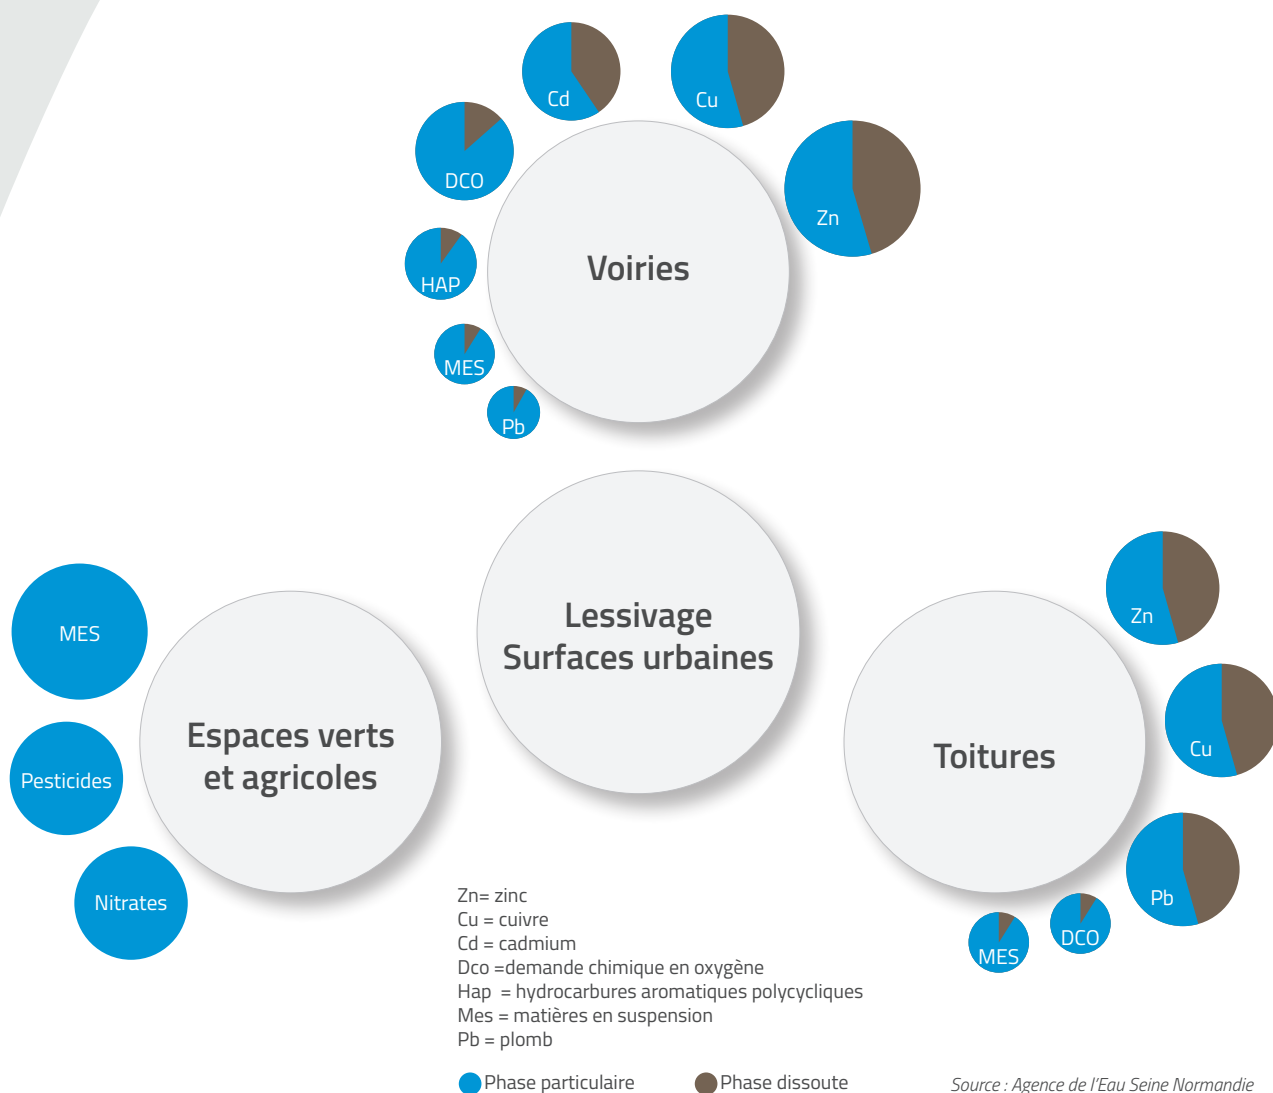 Cd
Cu
DCO
Zn
Voiries
HAP
MES
Pb
Lessivage
Surfaces urbaines
MES
Pesticides
Nitrates
Espaces verts
et agricoles
Toitures
Zn
Cu
Pb
DCO
MES
Zn= zinc
Cu = cuivre
Cd = cadmium
Dco =demande chimique en oxygène
Hap = hydrocarbures aromatiques polycycliques
Mes = matières en suspension
Pb = plomb
Phase particulaire
Phase dissoute
Source : Agence de l'Eau Seine Normandie